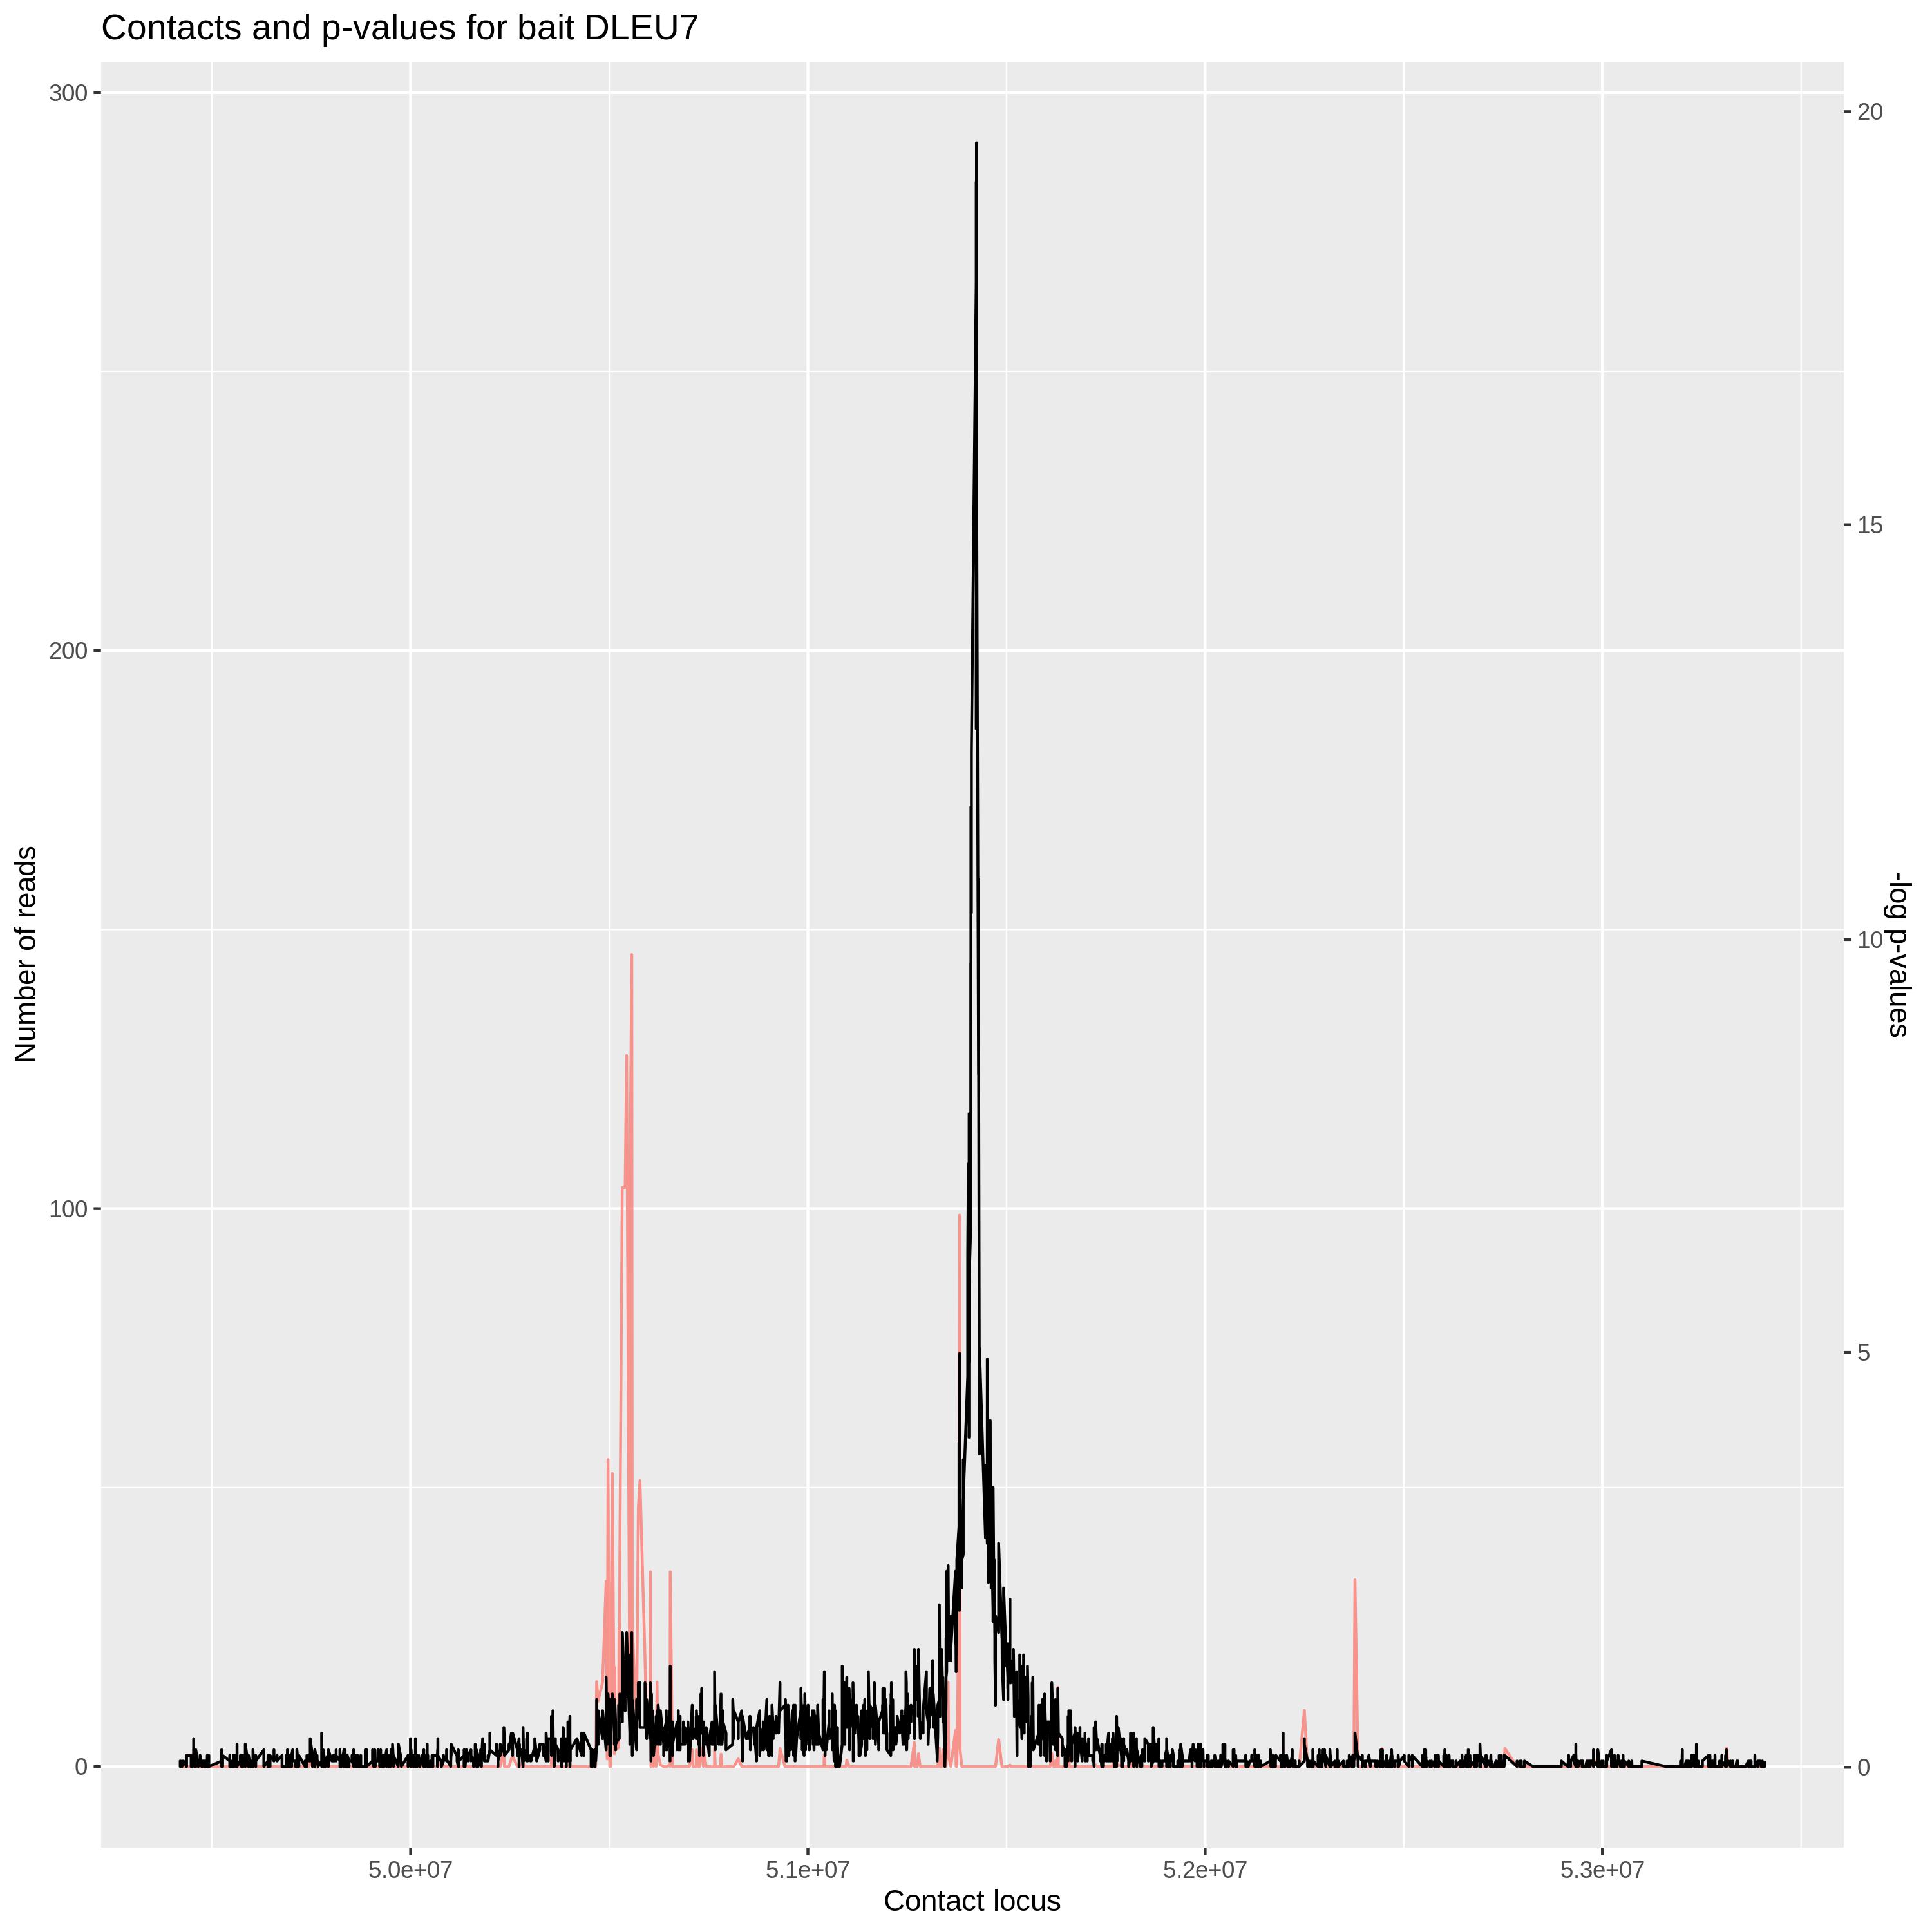 Contacts and p-values for bait DLEU7
300
200
100
0
Number of reads
20
15
10
5
0
-log p-values
5.0e+07
5.1e+07
5.2e+07
5.3e+07
Contact locus